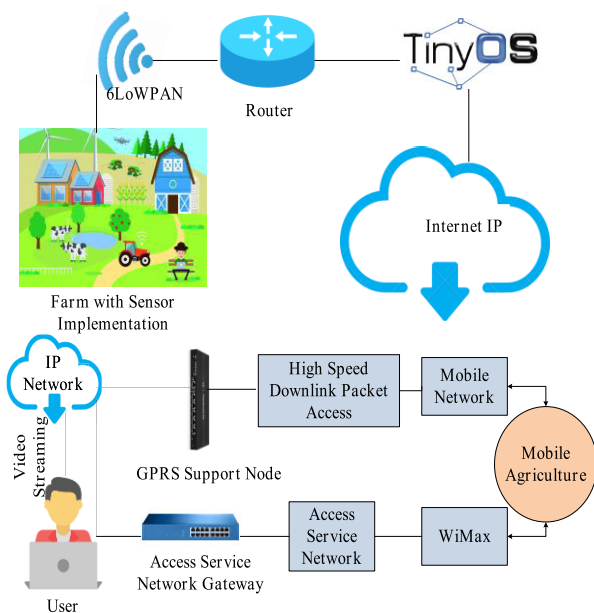 6LoWPAN
Router
TinyOS
Internet IP
Farm with Sensor
Implementation
IP
Network
Video
Streaming
GPRS Support Node
High Speed
Downlink Packet
Access
Mobile
Network
Mobile
Agriculture
User
Access Service
Network Gateway
Access
Service
Network
WiMax